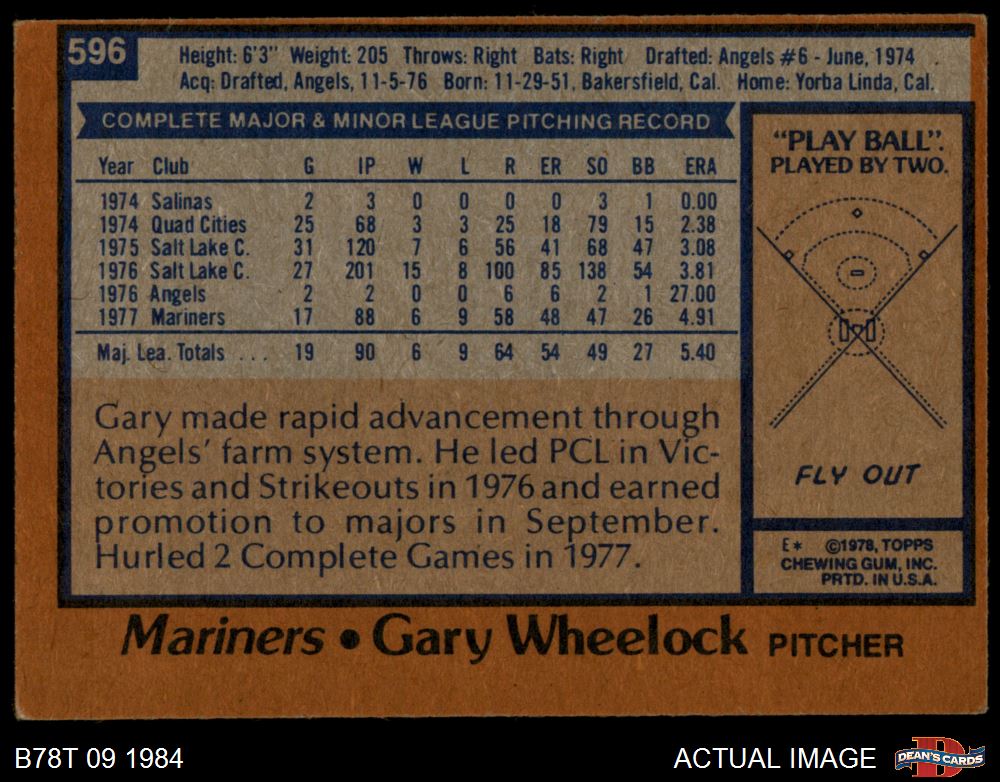 596
Height: 6'3" Weight: 205 Throws: Right Bats: Right Drafted: Angels #6 - June, 1974
Acq: Drafted, Angels, 11-5-76 Born: 11-29-51, Bakersfield, Cal. Home: Yorba Linda, Cal.
COMPLETE MAJOR & MINOR LEAGUE PITCHING RECORD
Year Club G IP W L R ER SO BB ERA
1974 Salinas 2 3 0 0 0 0 3 1 0.00
1974 Quad Cities 25 68 3 3 25 18 79 15 2.38
1975 Salt Lake C. 31 120 7 6 56 41 68 47 3.08
1976 Salt Lake C. 27 201 15 8 100 85 138 54 3.81
1976 Angels 2 2 0 0 6 6 2 1 27.00
1977 Mariners 17 88 6 9 58 48 47 26 4.91
Maj. Lea. Totals ... 19 90 6 9 64 54 49 27 5.40
Gary made rapid advancement through
Angels' farm system. He led PCL in Vic-
tories and Strikeouts in 1976 and earned
promotion to majors in September.
Hurled 2 Complete Games in 1977.
"PLAY BALL".
PLAYED BY TWO.
FLY OUT
E* ©1978, TOPPS
CHEWING GUM, INC.
PRTD. IN U.S.A.
Mariners • Gary Wheelock PITCHER
B78T 09 1984
ACTUAL IMAGE
D
DEAN'S CARDS